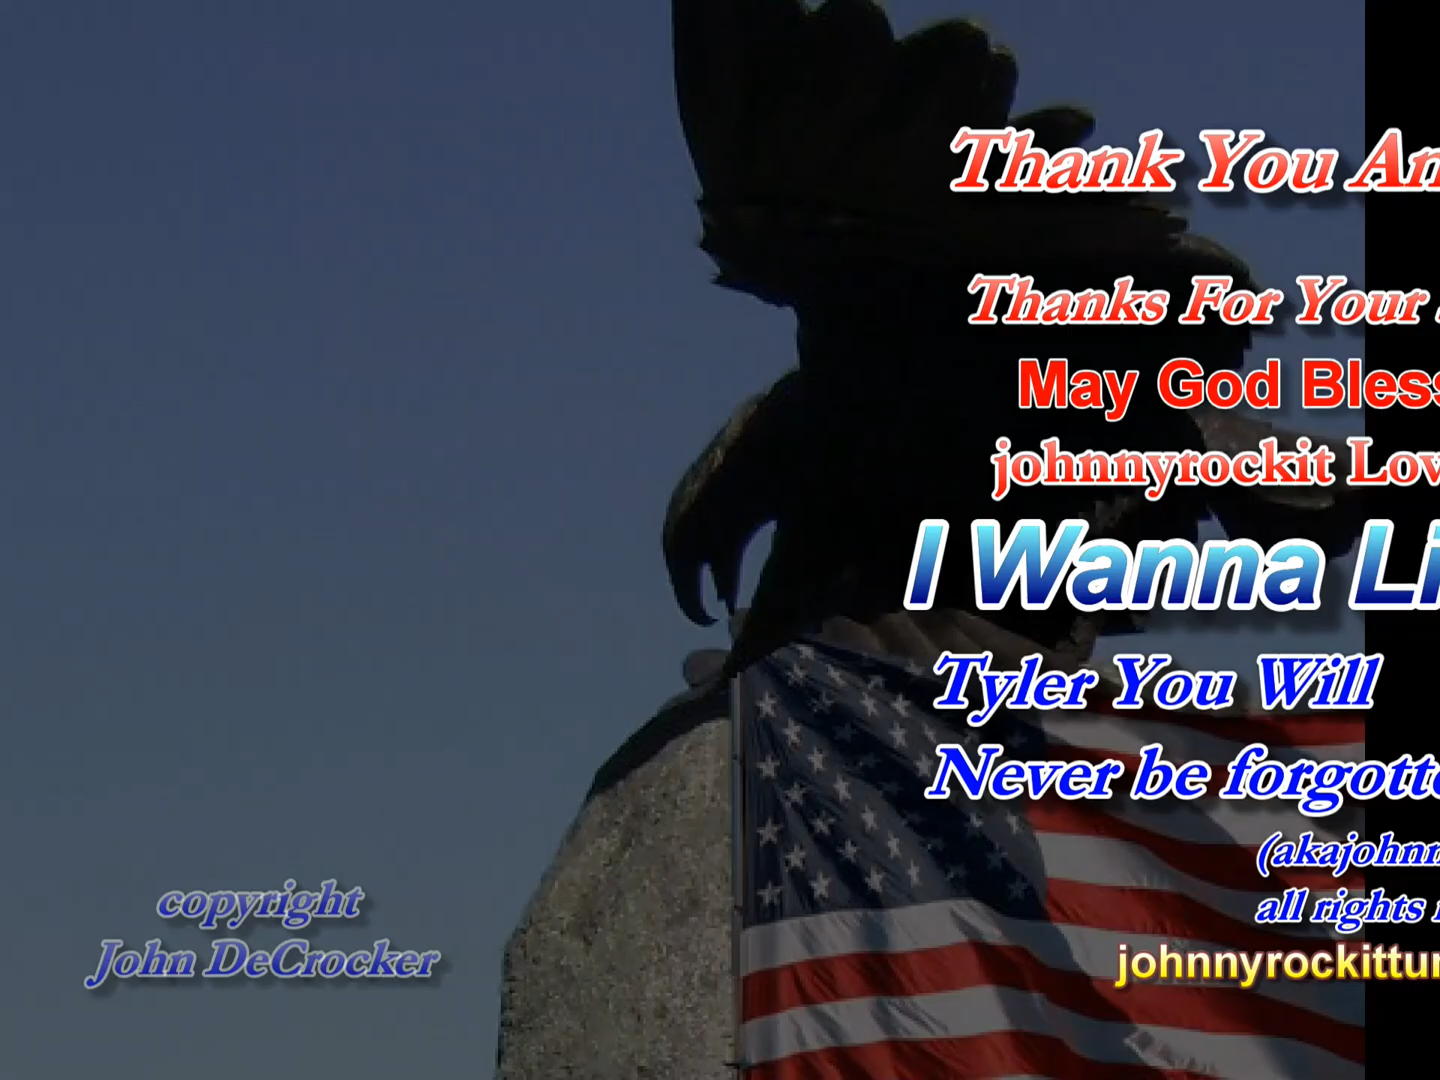 Thank You An
Thanks For Your
May God Bless
johnnyrockit Lov
I Wanna Li
Tyler You Will
Never be forgotte
(akajohnn
all rights
copyright
John DeCrocker
johnnyrockittun